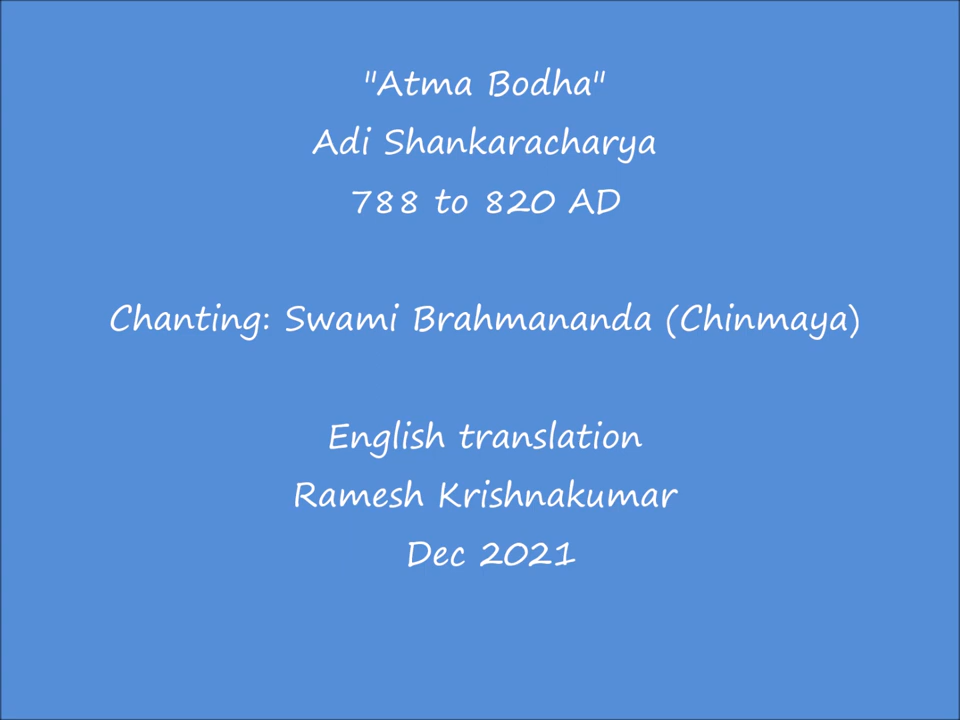 "Atma Bodha"
Adi Shankaracharya
788 to 820 AD
Chanting: Swami Brahmananda (Chinmaya)
English translation
Ramesh Krishnakumar
Dec 2021